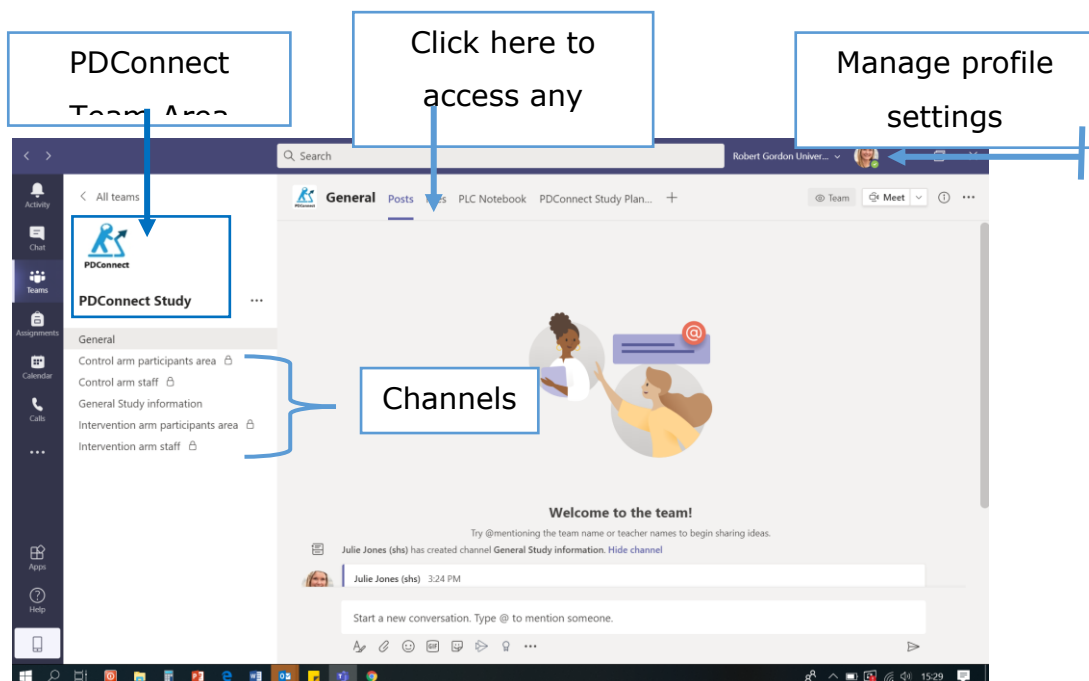 PDConnect
Team Area
Click here to
access any
Manage profile
settings
Search
Robert Gordon Univer...
Activity
Chat
Teams
Assignments
Calendar
Calls
Apps
Help
All teams
PDConnect
PDConnect Study
General
Control arm participants area
Control arm staff
General Study information
Intervention arm participants area
Intervention arm staff
Channels
General Posts PLC Notebook PDConnect Study Plan...
Team
Meet
Welcome to the team!
Try @mentioning the team name or teacher names to begin sharing ideas.
Julie Jones (shs) has created channel General Study information. Hide channel
Julie Jones (shs) 3:24 PM
Start a new conversation. Type @ to mention someone.
GIF
15:29